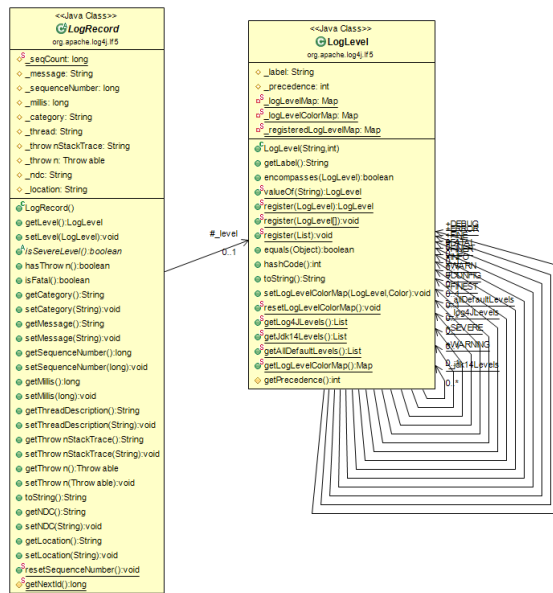 <<Java Class>>
LogRecord
org.apache.log4j.lf5
_seqCount: long
_message: String
_sequenceNumber: long
_millis: long
_category: String
_thread: String
_thrownStackTrace: String
_thrown: Throwable
_ndc: String
_location: String
LogRecord()
getLevel():LogLevel
setLevel(LogLevel):void
isSevereLevel():boolean
hasThrown():boolean
isFatal():boolean
getCategory():String
setCategory(String):void
getMessage():String
setMessage(String):void
getSequenceNumber():long
setSequenceNumber(long):void
getMillis():long
setMillis(long):void
getThreadDescription():String
setThreadDescription(String):void
getThrownStackTrace():String
setThrownStackTrace(String):void
getThrown():Throwable
setThrown(Throwable):void
toString():String
getNDC():String
setNDC(String):void
getLocation():String
setLocation(String):void
resetSequenceNumber():void
getNextId():long
#_level
0..1
<<Java Class>>
LogLevel
org.apache.log4j.lf5
_label: String
_precedence: int
_logLevelMap: Map
_logLevelColorMap: Map
_registeredLogLevelMap: Map
LogLevel(String,int)
getLabel():String
encompasses(LogLevel):boolean
valueOf(String):LogLevel
register(LogLevel):LogLevel
register(LogLevel[]):void
register(List):void
equals(Object):boolean
hashCode():int
toString():String
setLogLevelColorMap(LogLevel,Color):void
resetLogLevelColorMap():void
getLog4JLevels():List
getJdk14Levels():List
getAllDefaultLevels():List
getLogLevelColorMap():Map
getPrecedence():int
+DEBUG
+WARN
+CONFIG
+FINEST
-_allDefaultLevels
-_log4JLevels
+SEVERE
+WARNING
-_jdk14Levels
0..*